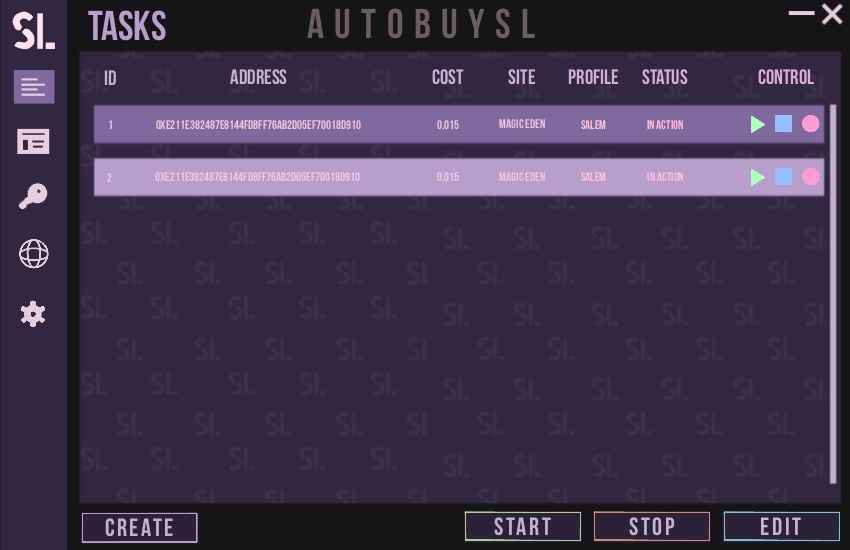 SL.
TASKS
AUTOBUYSL
ID ADDRESS COST SITE PROFILE STATUS CONTROL
1 0XE211E382487E8144FDBFF76AB2D05EF70018D910 0,015 MAGIC EDEN SALEM IN ACTION
2 0XE211E382487E8144FDBFF76AB2D05EF70018D910 0,015 MAGIC EDEN SALEM IN ACTION
CREATE START STOP EDIT